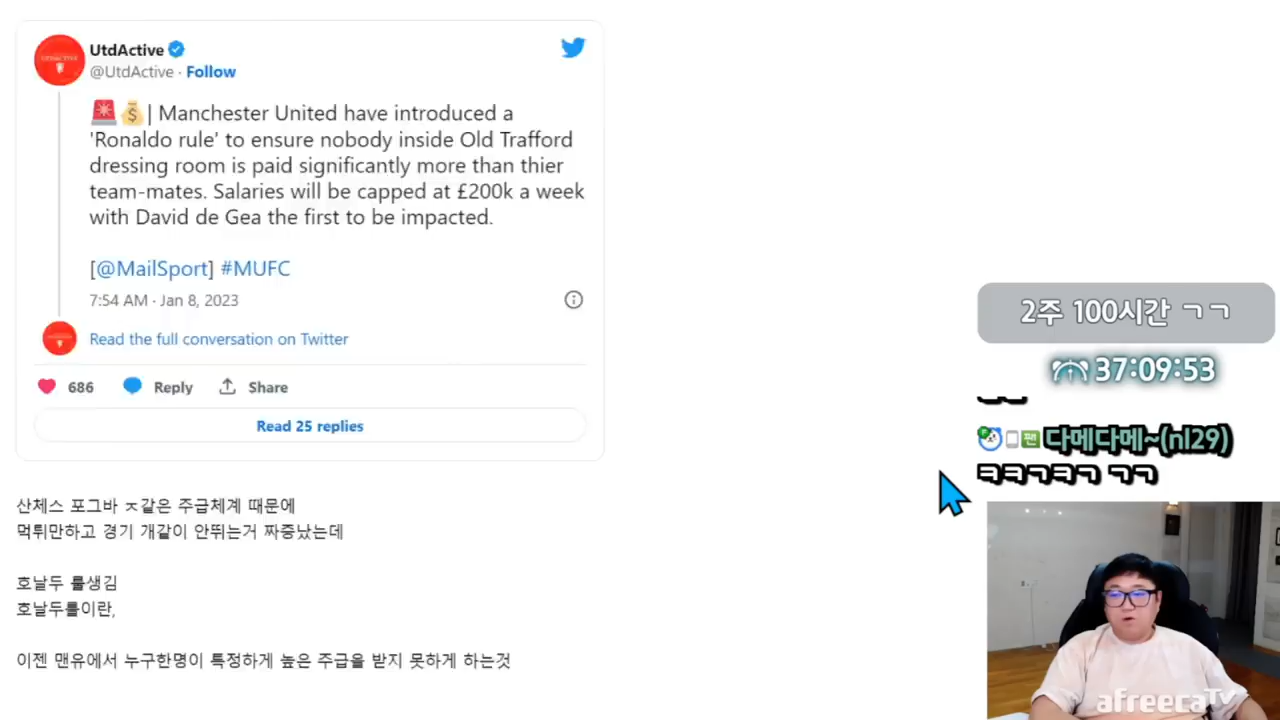 UtdActive
@UtdActive · Follow
🚨💰| Manchester United have introduced a
'Ronaldo rule' to ensure nobody inside Old Trafford
dressing room is paid significantly more than thier
team-mates. Salaries will be capped at £200k a week
with David de Gea the first to be impacted.
[@MailSport] #MUFC
7:54 AM · Jan 8, 2023
Read the full conversation on Twitter
686 Reply Share
Read 25 replies
산체스 포그바 ㅈ같은 주급체계 때문에
먹튀만하고 경기 개같이 안뛰는거 짜증났는데
호날두 룰생김
호날두룰이란,
이젠 맨유에서 누구한명이 특정하게 높은 주급을 받지 못하게 하는것
2주 100시간 ㄱㄱ
37:09:53
팬 다메다메~(nl29)
ㅋㅋㄱㅋㄱ ㄱㄱ
afreecaTV